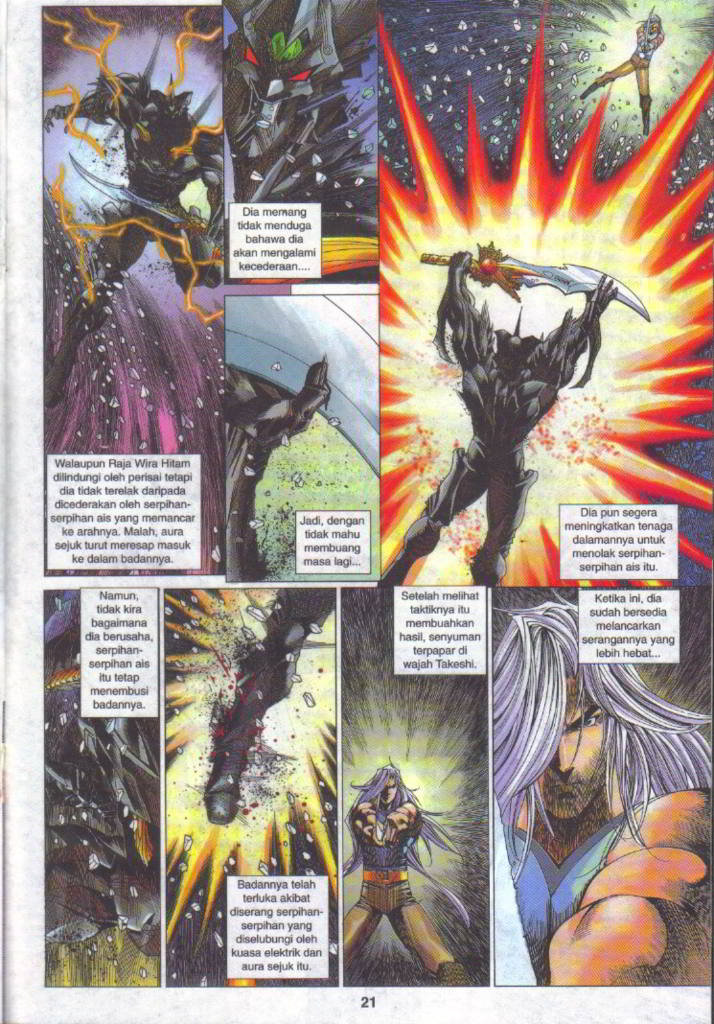 Walaupun Raja Wira Hitam
dilindungi oleh perisai tetapi
dia tidak terelak daripada
dicederakan oleh serpihan-
serpihan ais yang memancar
ke arahnya. Malah, aura
sejuk turut meresap masuk
ke dalam badannya.
Dia memang
tidak menduga
bahawa dia
akan mengalami
kecederaan....
Jadi, dengan
tidak mahu
membuang
masa lagi...
Dia pun segera
meningkatkan tenaga
dalamannya untuk
menolak serpihan-
serpihan ais itu.
Namun,
tidak kira
bagaimana
dia berusaha,
serpihan-
serpihan ais
itu tetap
menembusi
badannya.
Badannya telah
terluka akibat
diserang serpihan-
serpihan yang
diselubungi oleh
kuasa elektrik dan
aura sejuk itu.
Setelah melihat
taktiknya itu
membuahkan
hasil, senyuman
terpapar di
wajah Takeshi.
Ketika ini, dia
sudah bersedia
melancarkan
serangannya yang
lebih hebat...
21